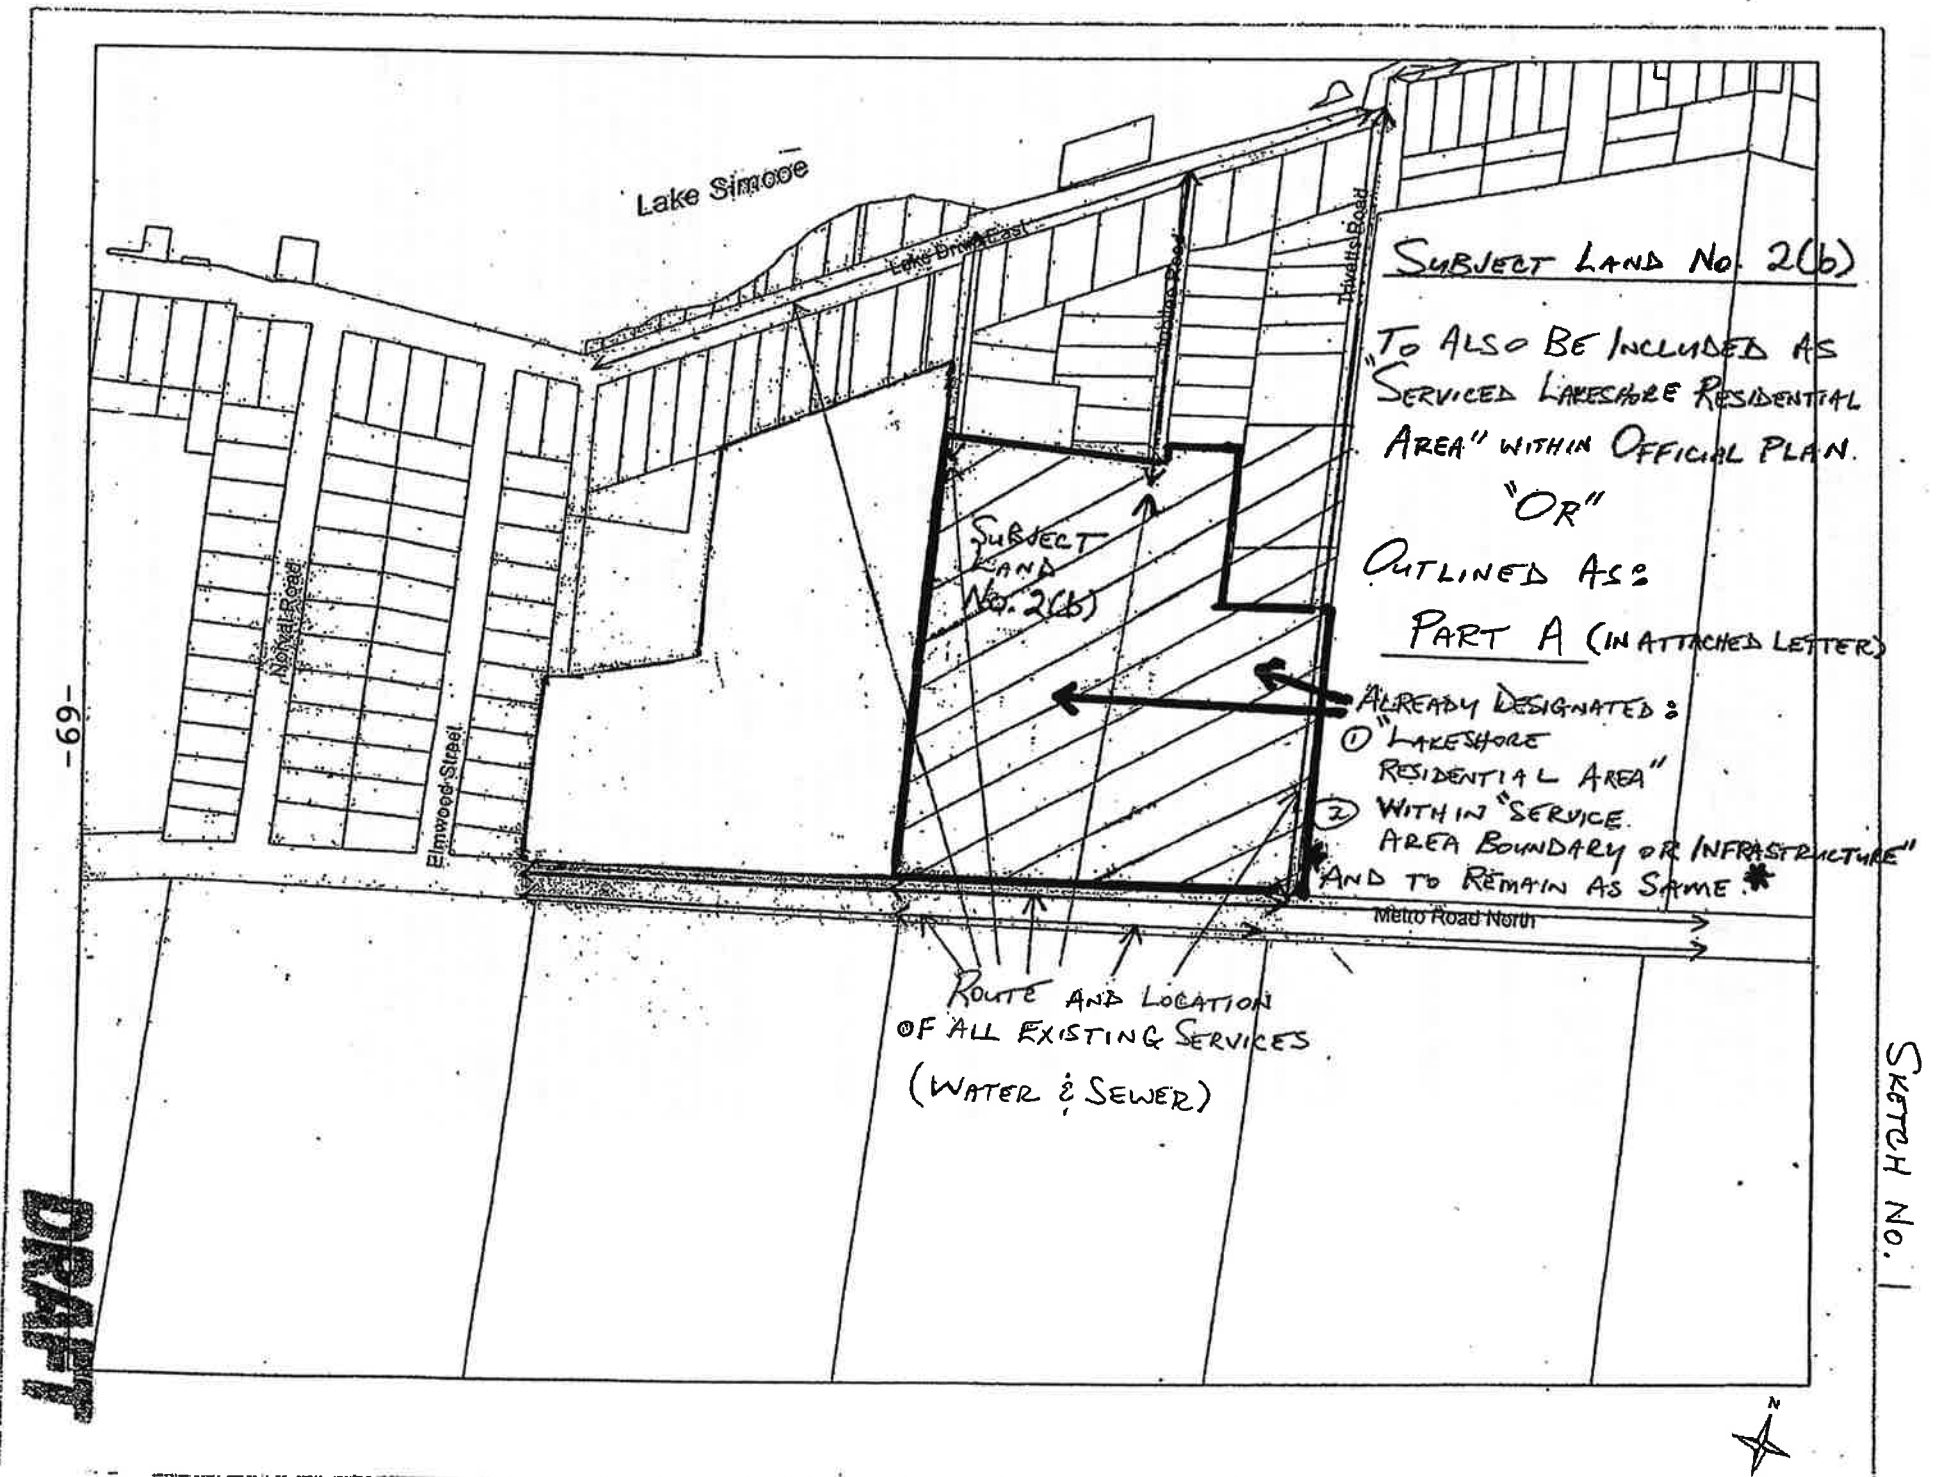 Lake Simcoe
Lake Drive East
Trivetts Road
Road
Norval Road
Elmwood Street
SUBJECT LAND NO. 2(b)
TO ALSO BE INCLUDED AS
"SERVICED LAKESHORE RESIDENTIAL
AREA" WITHIN OFFICIAL PLAN.
"OR"
OUTLINED AS:
PART A (IN ATTACHED LETTER)
ALREADY DESIGNATED:
① "LAKESHORE
RESIDENTIAL AREA"
② WITHIN "SERVICE
AREA BOUNDARY OR INFRASTRUCTURE"
* AND TO REMAIN AS SAME. *
SUBJECT
LAND
NO. 2(b)
Metro Road North
ROUTE AND LOCATION
OF ALL EXISTING SERVICES
(WATER & SEWER)
SKETCH NO. 1
-69-
DRAFT
N